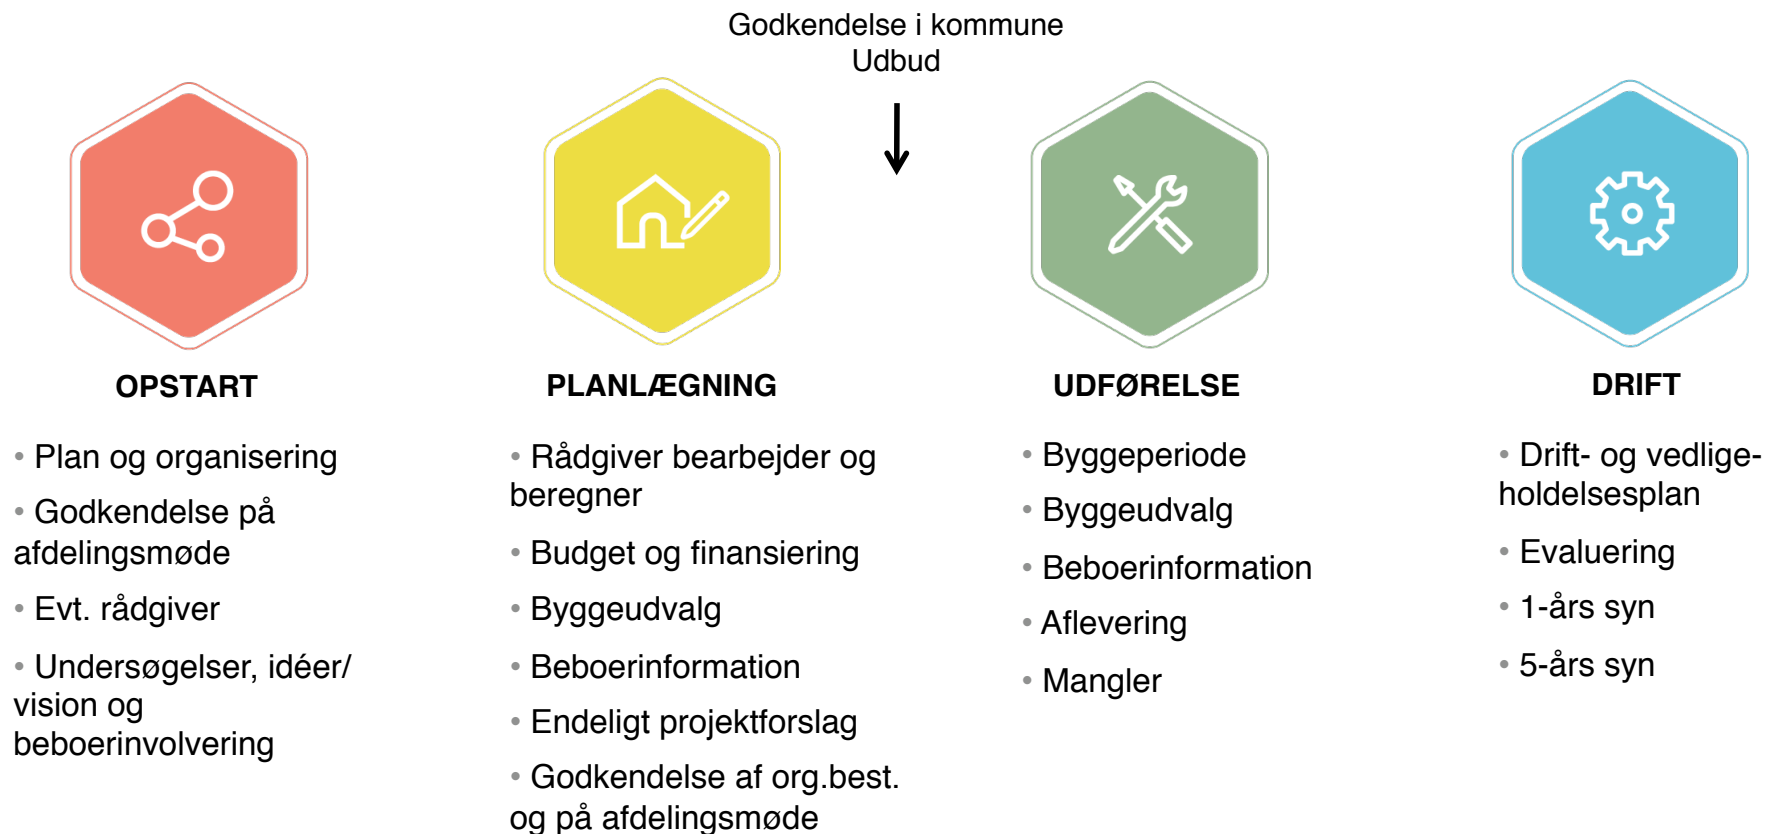 Godkendelse i kommune
Udbud
OPSTART
• Plan og organisering
• Godkendelse på
afdelingsmøde
• Evt. rådgiver
• Undersøgelser, idéer/
vision og
beboerinvolvering
PLANLÆGNING
• Rådgiver bearbejder og
beregner
• Budget og finansiering
• Byggeudvalg
• Beboerinformation
• Endeligt projektforslag
• Godkendelse af org.best.
og på afdelingsmøde
UDFØRELSE
• Byggeperiode
• Byggeudvalg
• Beboerinformation
• Aflevering
• Mangler
DRIFT
• Drift- og vedlige-
holdelsesplan
• Evaluering
• 1-års syn
• 5-års syn